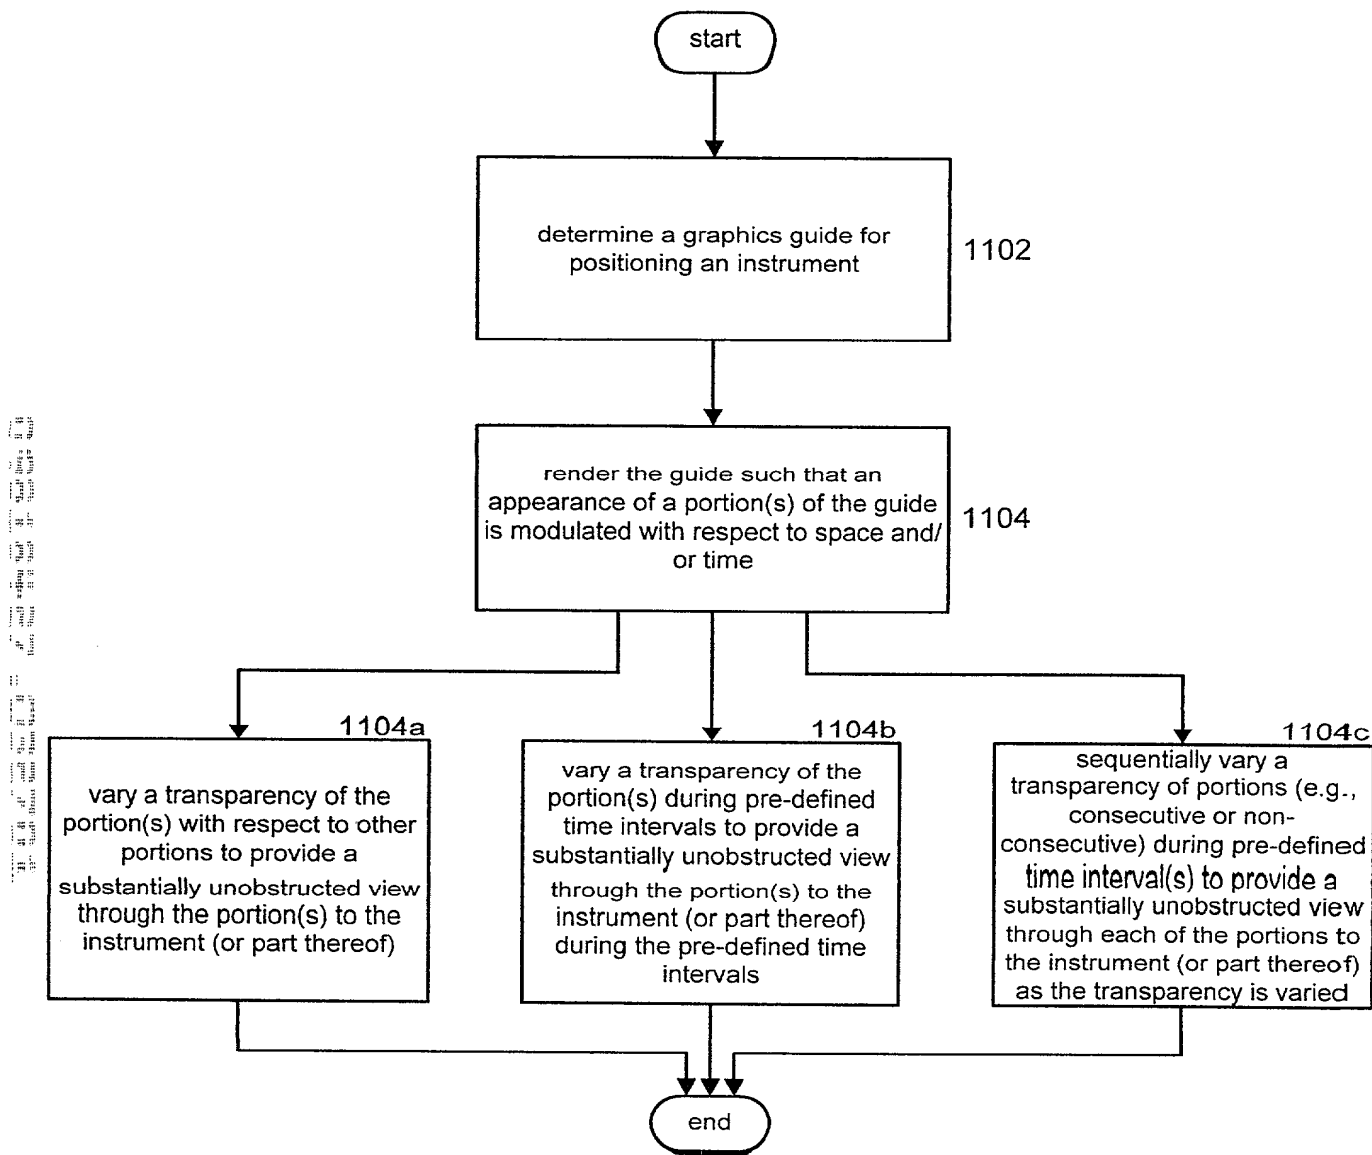 start
determine a graphics guide for
positioning an instrument
1102
render the guide such that an
appearance of a portion(s) of the guide
is modulated with respect to space and/
or time
1104
1104a
vary a transparency of the
portion(s) with respect to other
portions to provide a
substantially unobstructed view
through the portion(s) to the
instrument (or part thereof)
1104b
vary a transparency of the
portion(s) during pre-defined
time intervals to provide a
substantially unobstructed view
through the portion(s) to the
instrument (or part thereof)
during the pre-defined time
intervals
1104c
sequentially vary a
transparency of portions (e.g.,
consecutive or non-
consecutive) during pre-defined
time interval(s) to provide a
substantially unobstructed view
through each of the portions to
the instrument (or part thereof)
as the transparency is varied
end